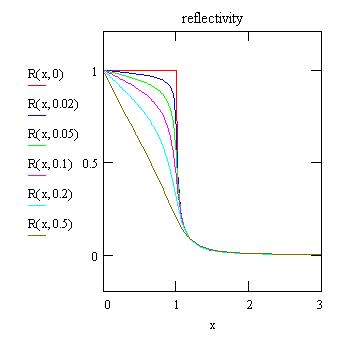 reflectivity
R(x,0)
R(x,0.02)
R(x,0.05)
R(x,0.1)
R(x,0.2)
R(x,0.5)
1
0.5
0
0 1 2 3
x